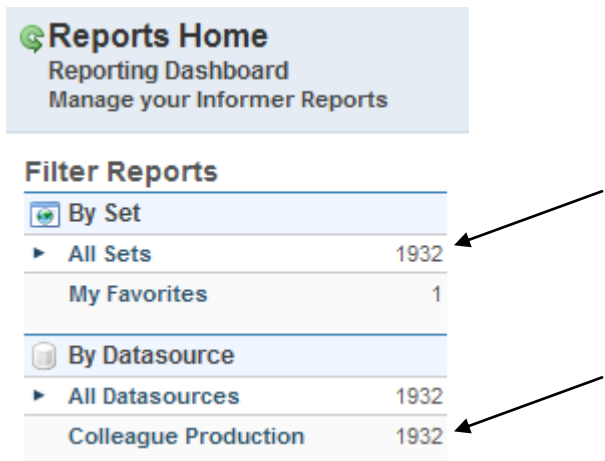 Reports Home
Reporting Dashboard
Manage your Informer Reports
Filter Reports
By Set
All Sets 1932
My Favorites 1
By Datasource
All Datasources 1932
Colleague Production 1932